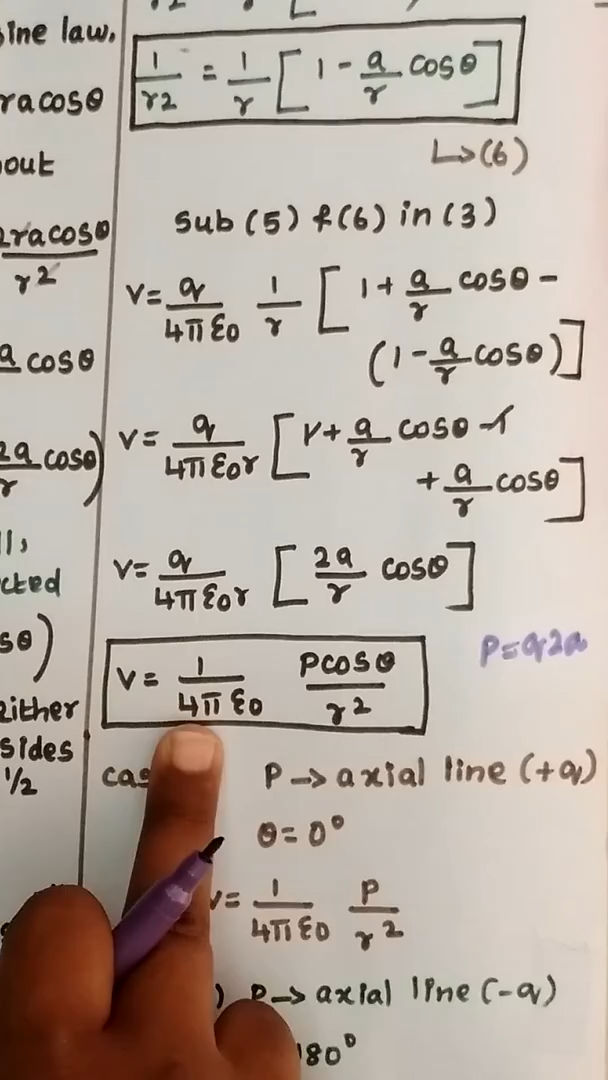 ine law.
racosθ
out
2racosθ
r2
a cosθ
2a cosθ)
r
cted
sθ)
either
sides
1/2
1/r2 = 1/r [1 - a/r cosθ]
↳(6)
Sub (5) & (6) in (3)
V= q/4πε0 1/r [1 + a/r cosθ -
(1 - a/r cosθ)]
V= q/4πε0r [1 + a/r cosθ - 1
+ a/r cosθ]
V= q/4πε0r [2a/r cosθ]
V= 1/4πε0 Pcosθ/r2
P=q2a
cas
P → axial line (+q)
θ = 0°
V= 1/4πε0 P/r2
) P → axial line (-q)
180°